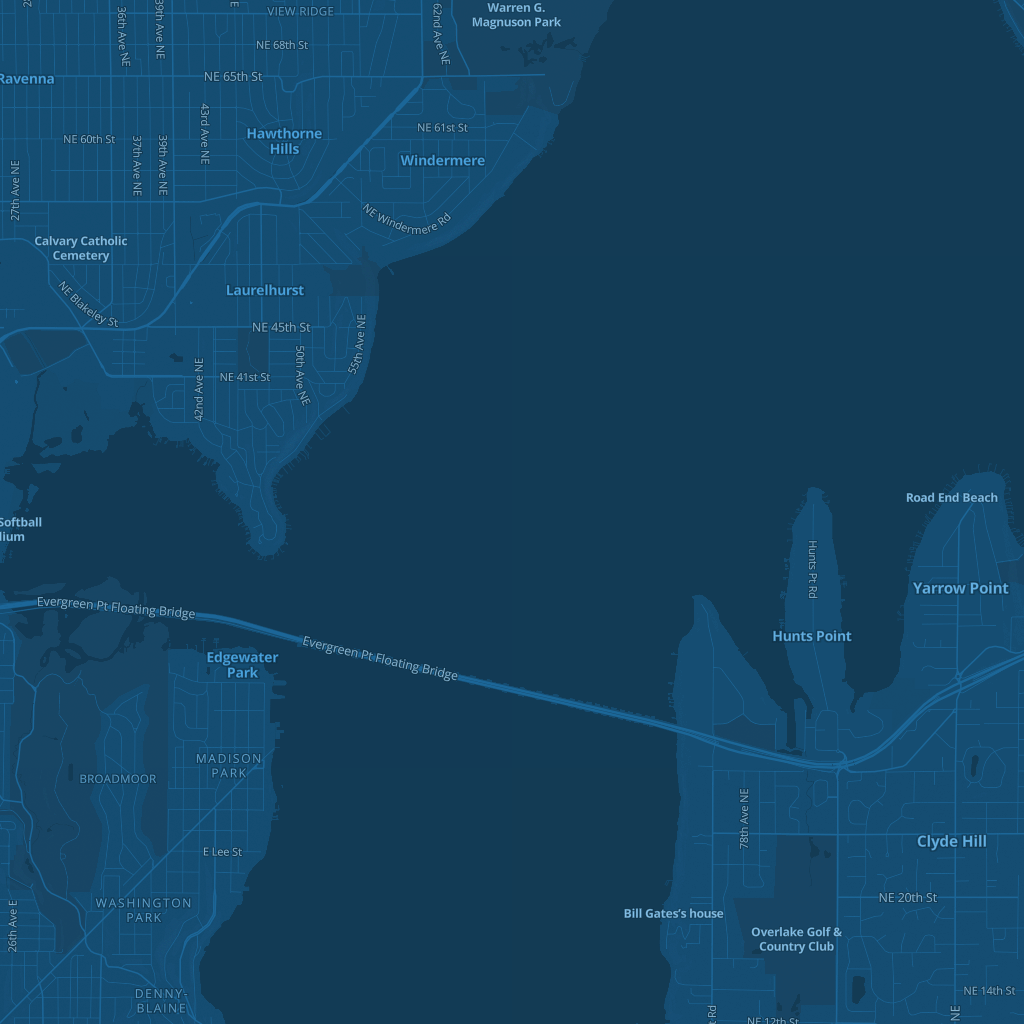 Warren G.
Magnuson Park
VIEW RIDGE
36th Ave NE
39th Ave NE
62nd Ave NE
NE 68th St
Ravenna
NE 65th St
43rd Ave NE
NE 61st St
Hawthorne
Hills
NE 60th St
37th Ave NE
39th Ave NE
Windermere
27th Ave NE
NE Windermere Rd
Calvary Catholic
Cemetery
Laurelhurst
NE Blakeley St
NE 45th St
55th Ave NE
50th Ave NE
NE 41st St
42nd Ave NE
Road End Beach
Softball
dium
Hunts Pt Rd
Yarrow Point
Evergreen Pt Floating Bridge
Hunts Point
Evergreen Pt Floating Bridge
Edgewater
Park
MADISON
PARK
BROADMOOR
78th Ave NE
Clyde Hill
E Lee St
NE 20th St
WASHINGTON
PARK
Bill Gates's house
26th Ave E
Overlake Golf &
Country Club
DENNY-
BLAINE
NE 14th St
t Rd
NE 12th St
NE